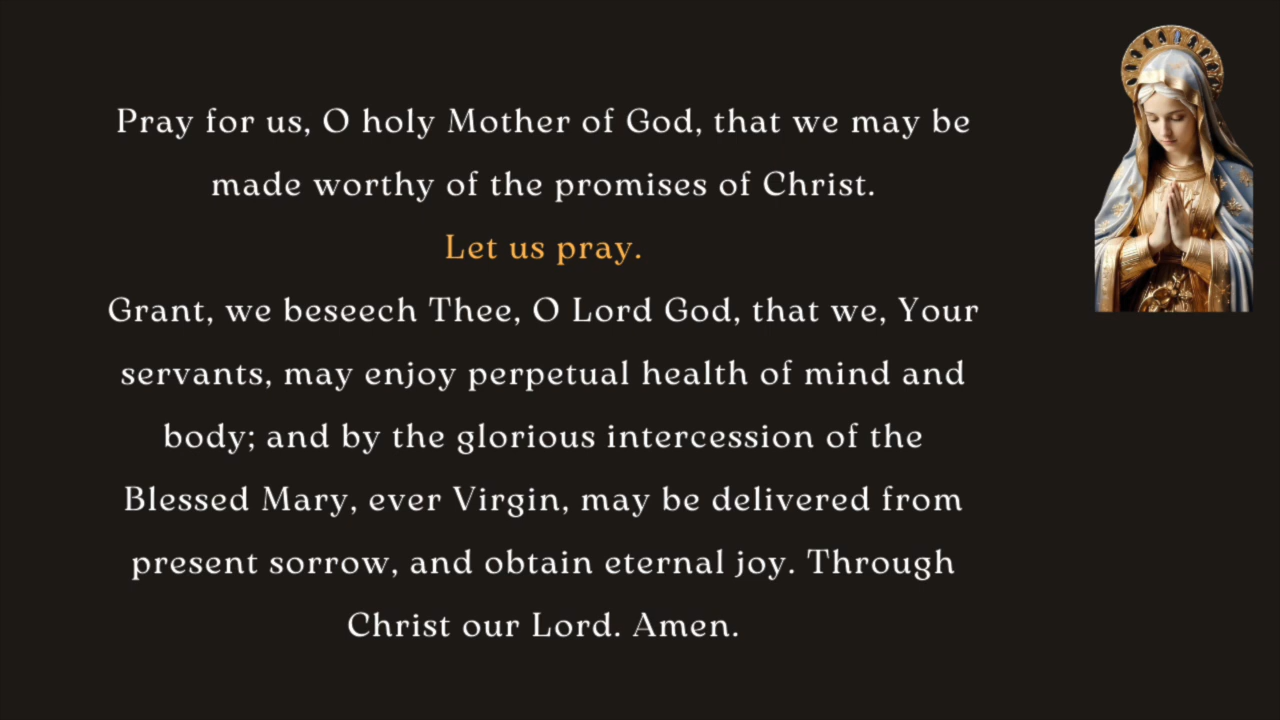 Pray for us, O holy Mother of God, that we may be
made worthy of the promises of Christ.
Let us pray.
Grant, we beseech Thee, O Lord God, that we, Your
servants, may enjoy perpetual health of mind and
body; and by the glorious intercession of the
Blessed Mary, ever Virgin, may be delivered from
present sorrow, and obtain eternal joy. Through
Christ our Lord. Amen.